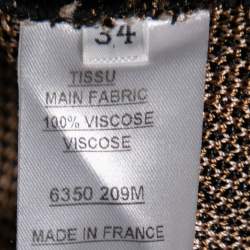 34
TISSU
MAIN FABRIC
100% VISCOSE
VISCOSE
6350 209M
MADE IN FRANCE